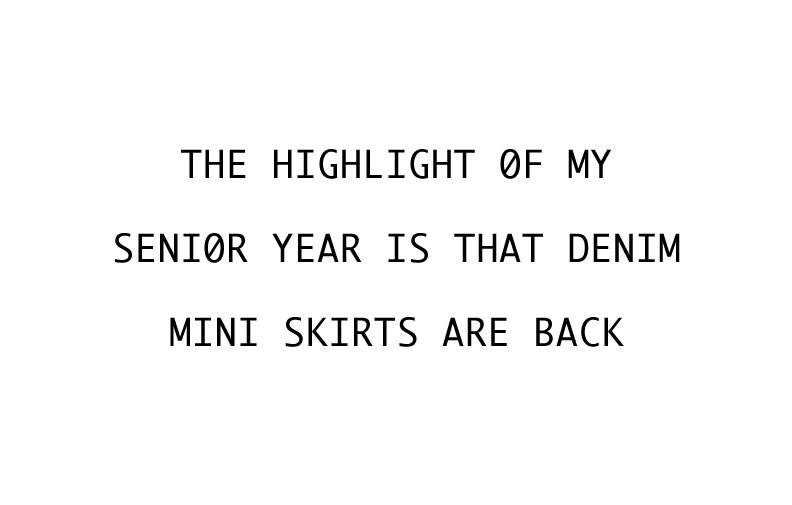 THE HIGHLIGHT 0F MY
SENI0R YEAR IS THAT DENIM
MINI SKIRTS ARE BACK